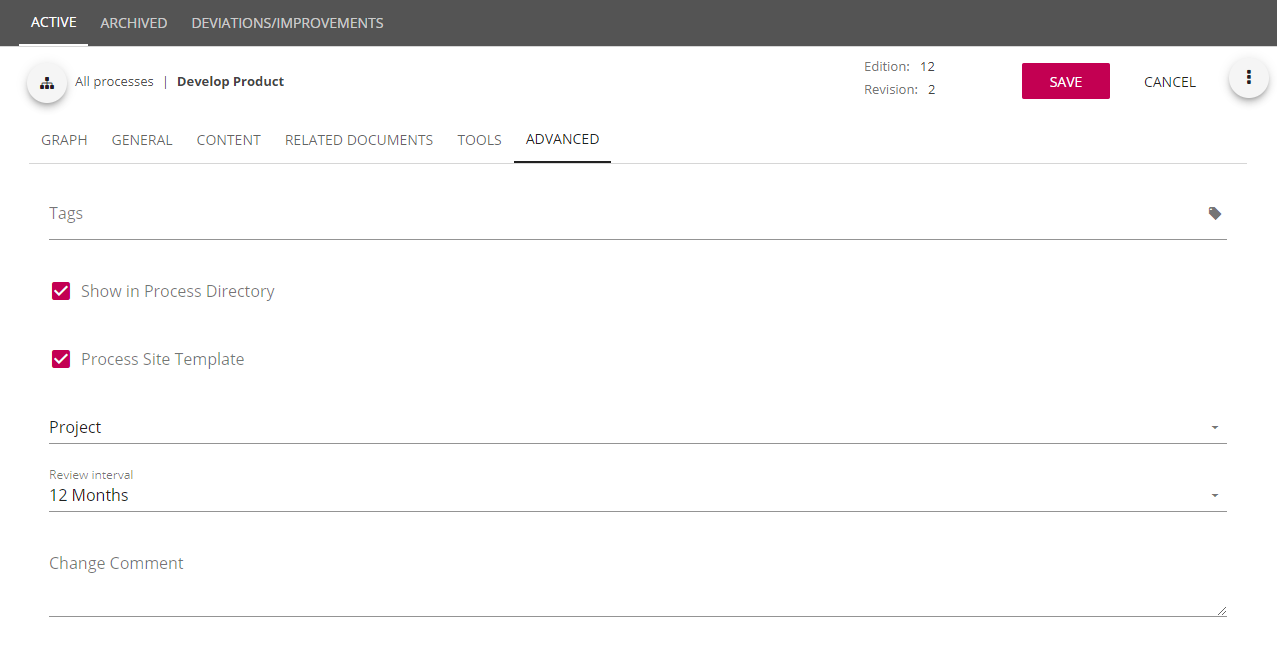 ACTIVE ARCHIVED DEVIATIONS/IMPROVEMENTS
All processes | Develop Product
Edition: 12
Revision: 2
SAVE CANCEL
GRAPH GENERAL CONTENT RELATED DOCUMENTS TOOLS ADVANCED
Tags
Show in Process Directory
Process Site Template
Project
Review interval
12 Months
Change Comment